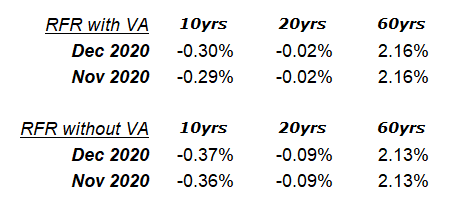 RFR with VA 10yrs 20yrs 60yrs
Dec 2020 -0.30% -0.02% 2.16%
Nov 2020 -0.29% -0.02% 2.16%
RFR without VA 10yrs 20yrs 60yrs
Dec 2020 -0.37% -0.09% 2.13%
Nov 2020 -0.36% -0.09% 2.13%